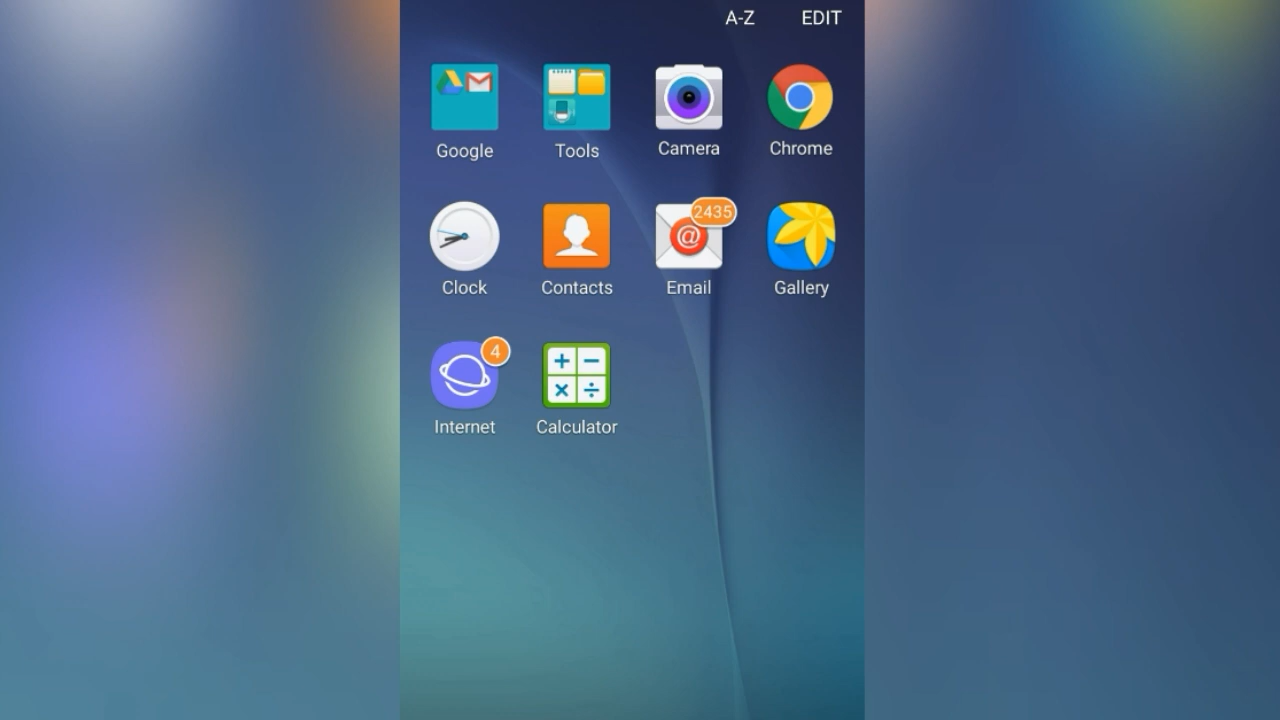 A-Z EDIT
Google Tools Camera Chrome
2435
Clock Contacts Email Gallery
4
Internet Calculator